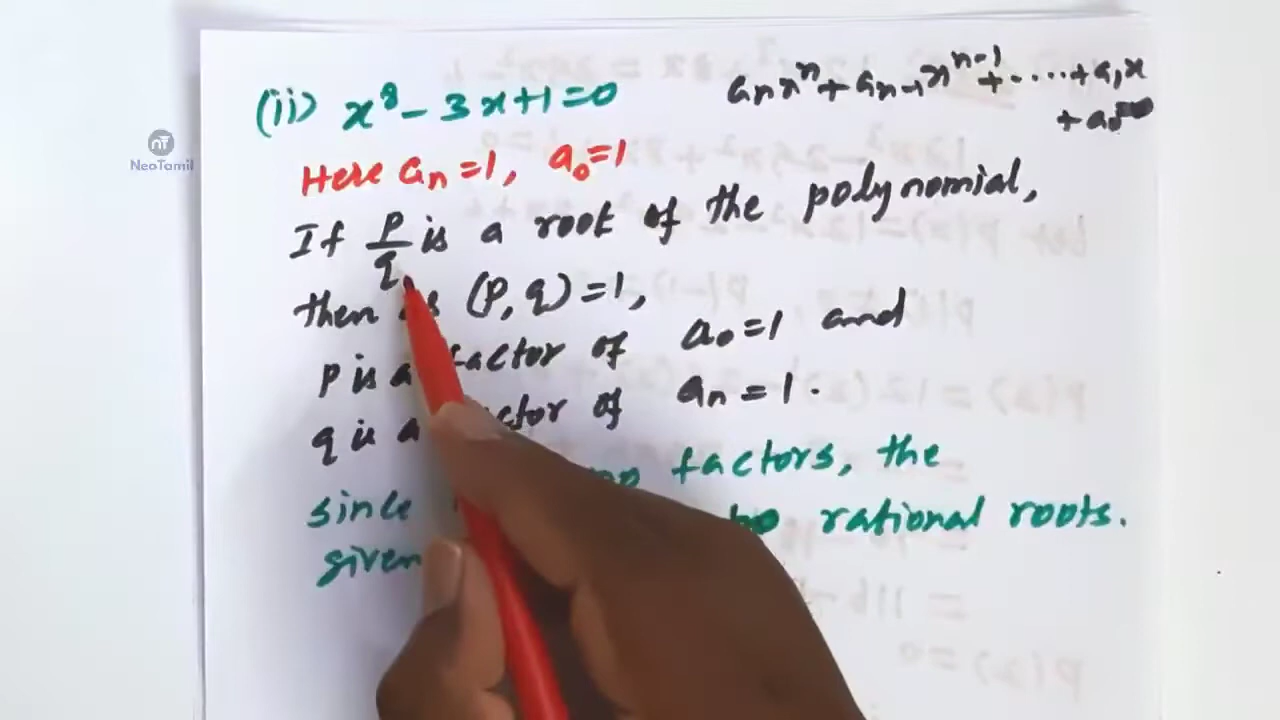 (ii) x⁸ - 3x + 1 = 0
aₙxⁿ + aₙ₋₁xⁿ⁻¹ + ..... + a₁x
+ a₀ = 0
Here aₙ = 1, a₀ = 1
If p/q is a root of the polynomial,
then (p, q) = 1,
p is a factor of a₀ = 1 and
q is a factor of aₙ = 1.
since factors, the
given no rational roots.
NeoTamil